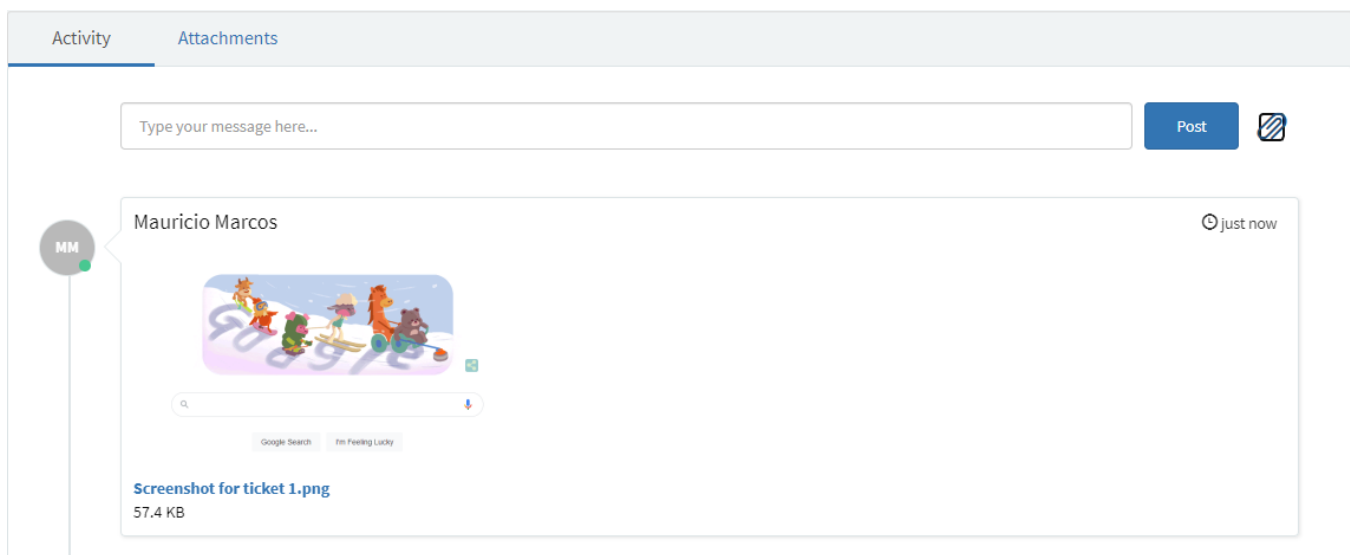 Activity Attachments
Type your message here... Post
Mauricio Marcos just now
MM
Google
Google Search I'm Feeling Lucky
Screenshot for ticket 1.png
57.4 KB